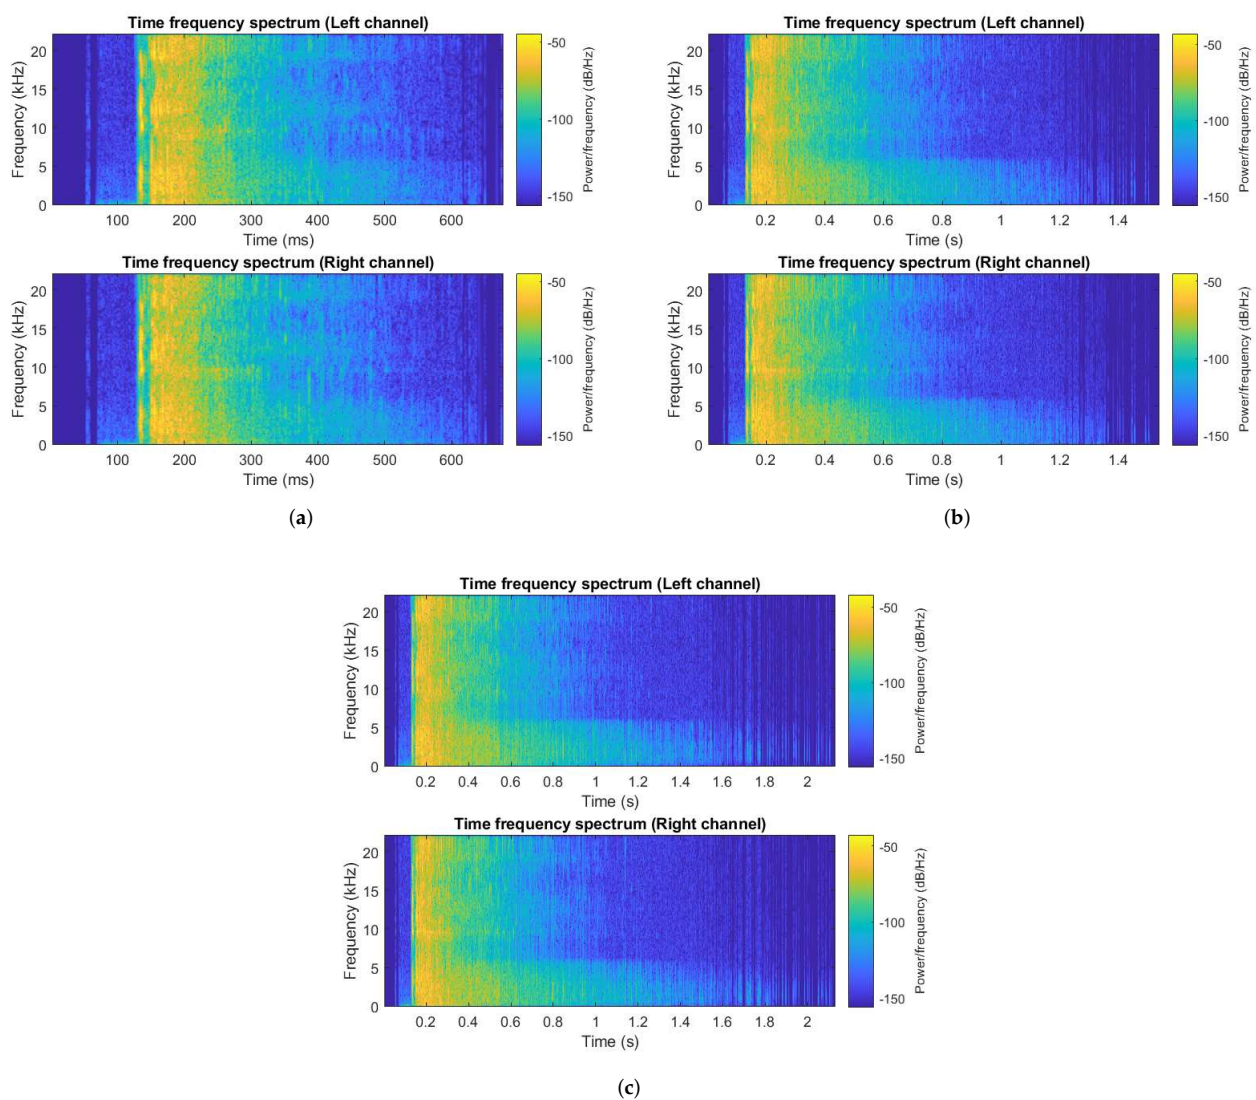 Time frequency spectrum (Left channel)
Frequency (kHz)
20
15
10
5
0
100 200 300 400 500 600
Time (ms)
-50
-100
-150
Power/frequency (dB/Hz)
Time frequency spectrum (Right channel)
Frequency (kHz)
20
15
10
5
0
100 200 300 400 500 600
Time (ms)
-50
-100
-150
Power/frequency (dB/Hz)
(a)
Time frequency spectrum (Left channel)
Frequency (kHz)
20
15
10
5
0
0.2 0.4 0.6 0.8 1 1.2 1.4
Time (s)
-50
-100
-150
Power/frequency (dB/Hz)
Time frequency spectrum (Right channel)
Frequency (kHz)
20
15
10
5
0
0.2 0.4 0.6 0.8 1 1.2 1.4
Time (s)
-50
-100
-150
Power/frequency (dB/Hz)
(b)
Time frequency spectrum (Left channel)
Frequency (kHz)
20
15
10
5
0
0.2 0.4 0.6 0.8 1 1.2 1.4 1.6 1.8 2
Time (s)
-50
-100
-150
Power/frequency (dB/Hz)
Time frequency spectrum (Right channel)
Frequency (kHz)
20
15
10
5
0
0.2 0.4 0.6 0.8 1 1.2 1.4 1.6 1.8 2
Time (s)
-50
-100
-150
Power/frequency (dB/Hz)
(c)